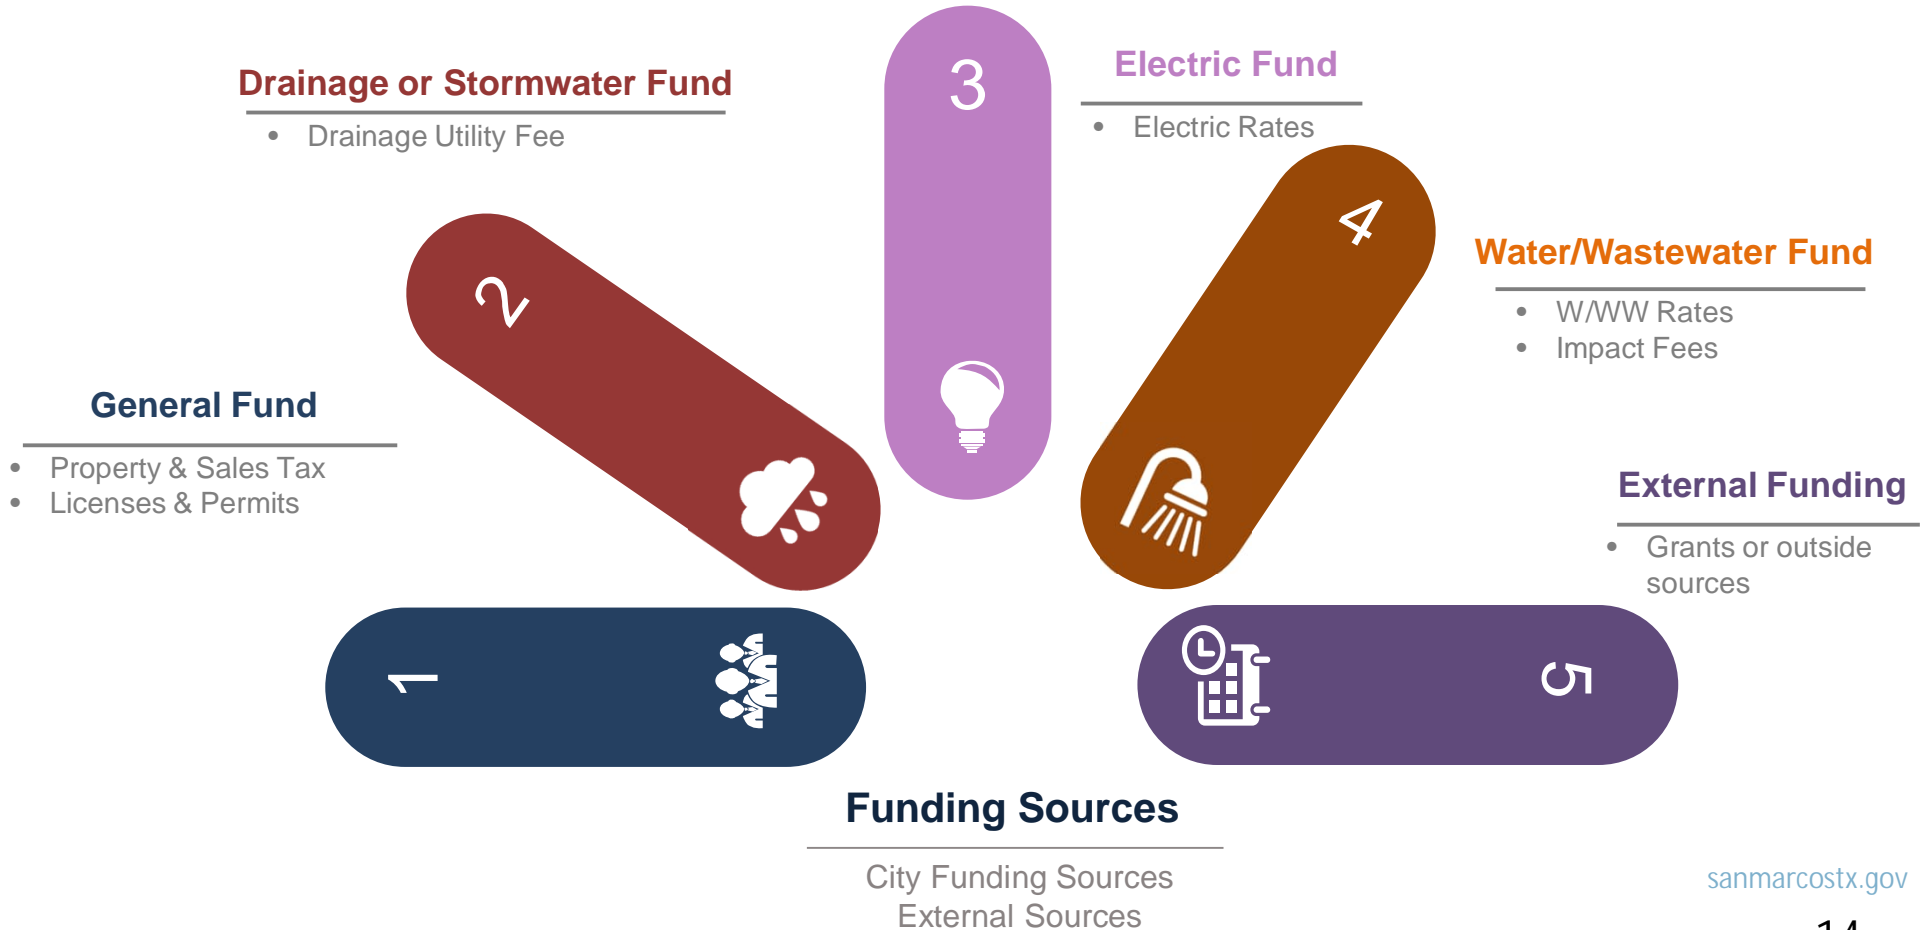 3
Electric Fund
• Electric Rates
Drainage or Stormwater Fund
• Drainage Utility Fee
2
4
Water/Wastewater Fund
• W/WW Rates
• Impact Fees
General Fund
• Property & Sales Tax
• Licenses & Permits
External Funding
• Grants or outside
sources
1
5
Funding Sources
City Funding Sources
External Sources
sanmarcostx.gov
14